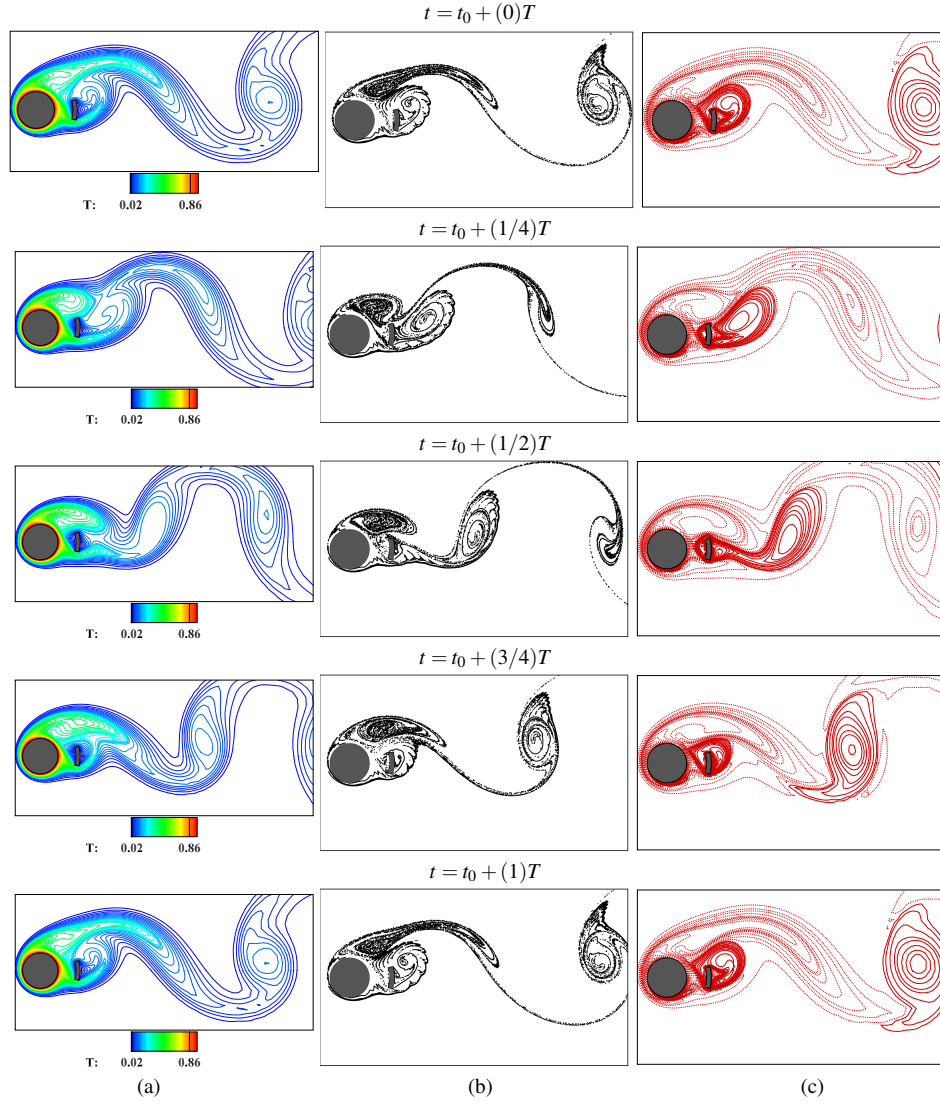 t = t₀ + (0)T
T: 0.02 0.86
t = t₀ + (1/4)T
T: 0.02 0.86
t = t₀ + (1/2)T
T: 0.02 0.86
t = t₀ + (3/4)T
T: 0.02 0.86
t = t₀ + (1)T
T: 0.02 0.86
(a) (b) (c)